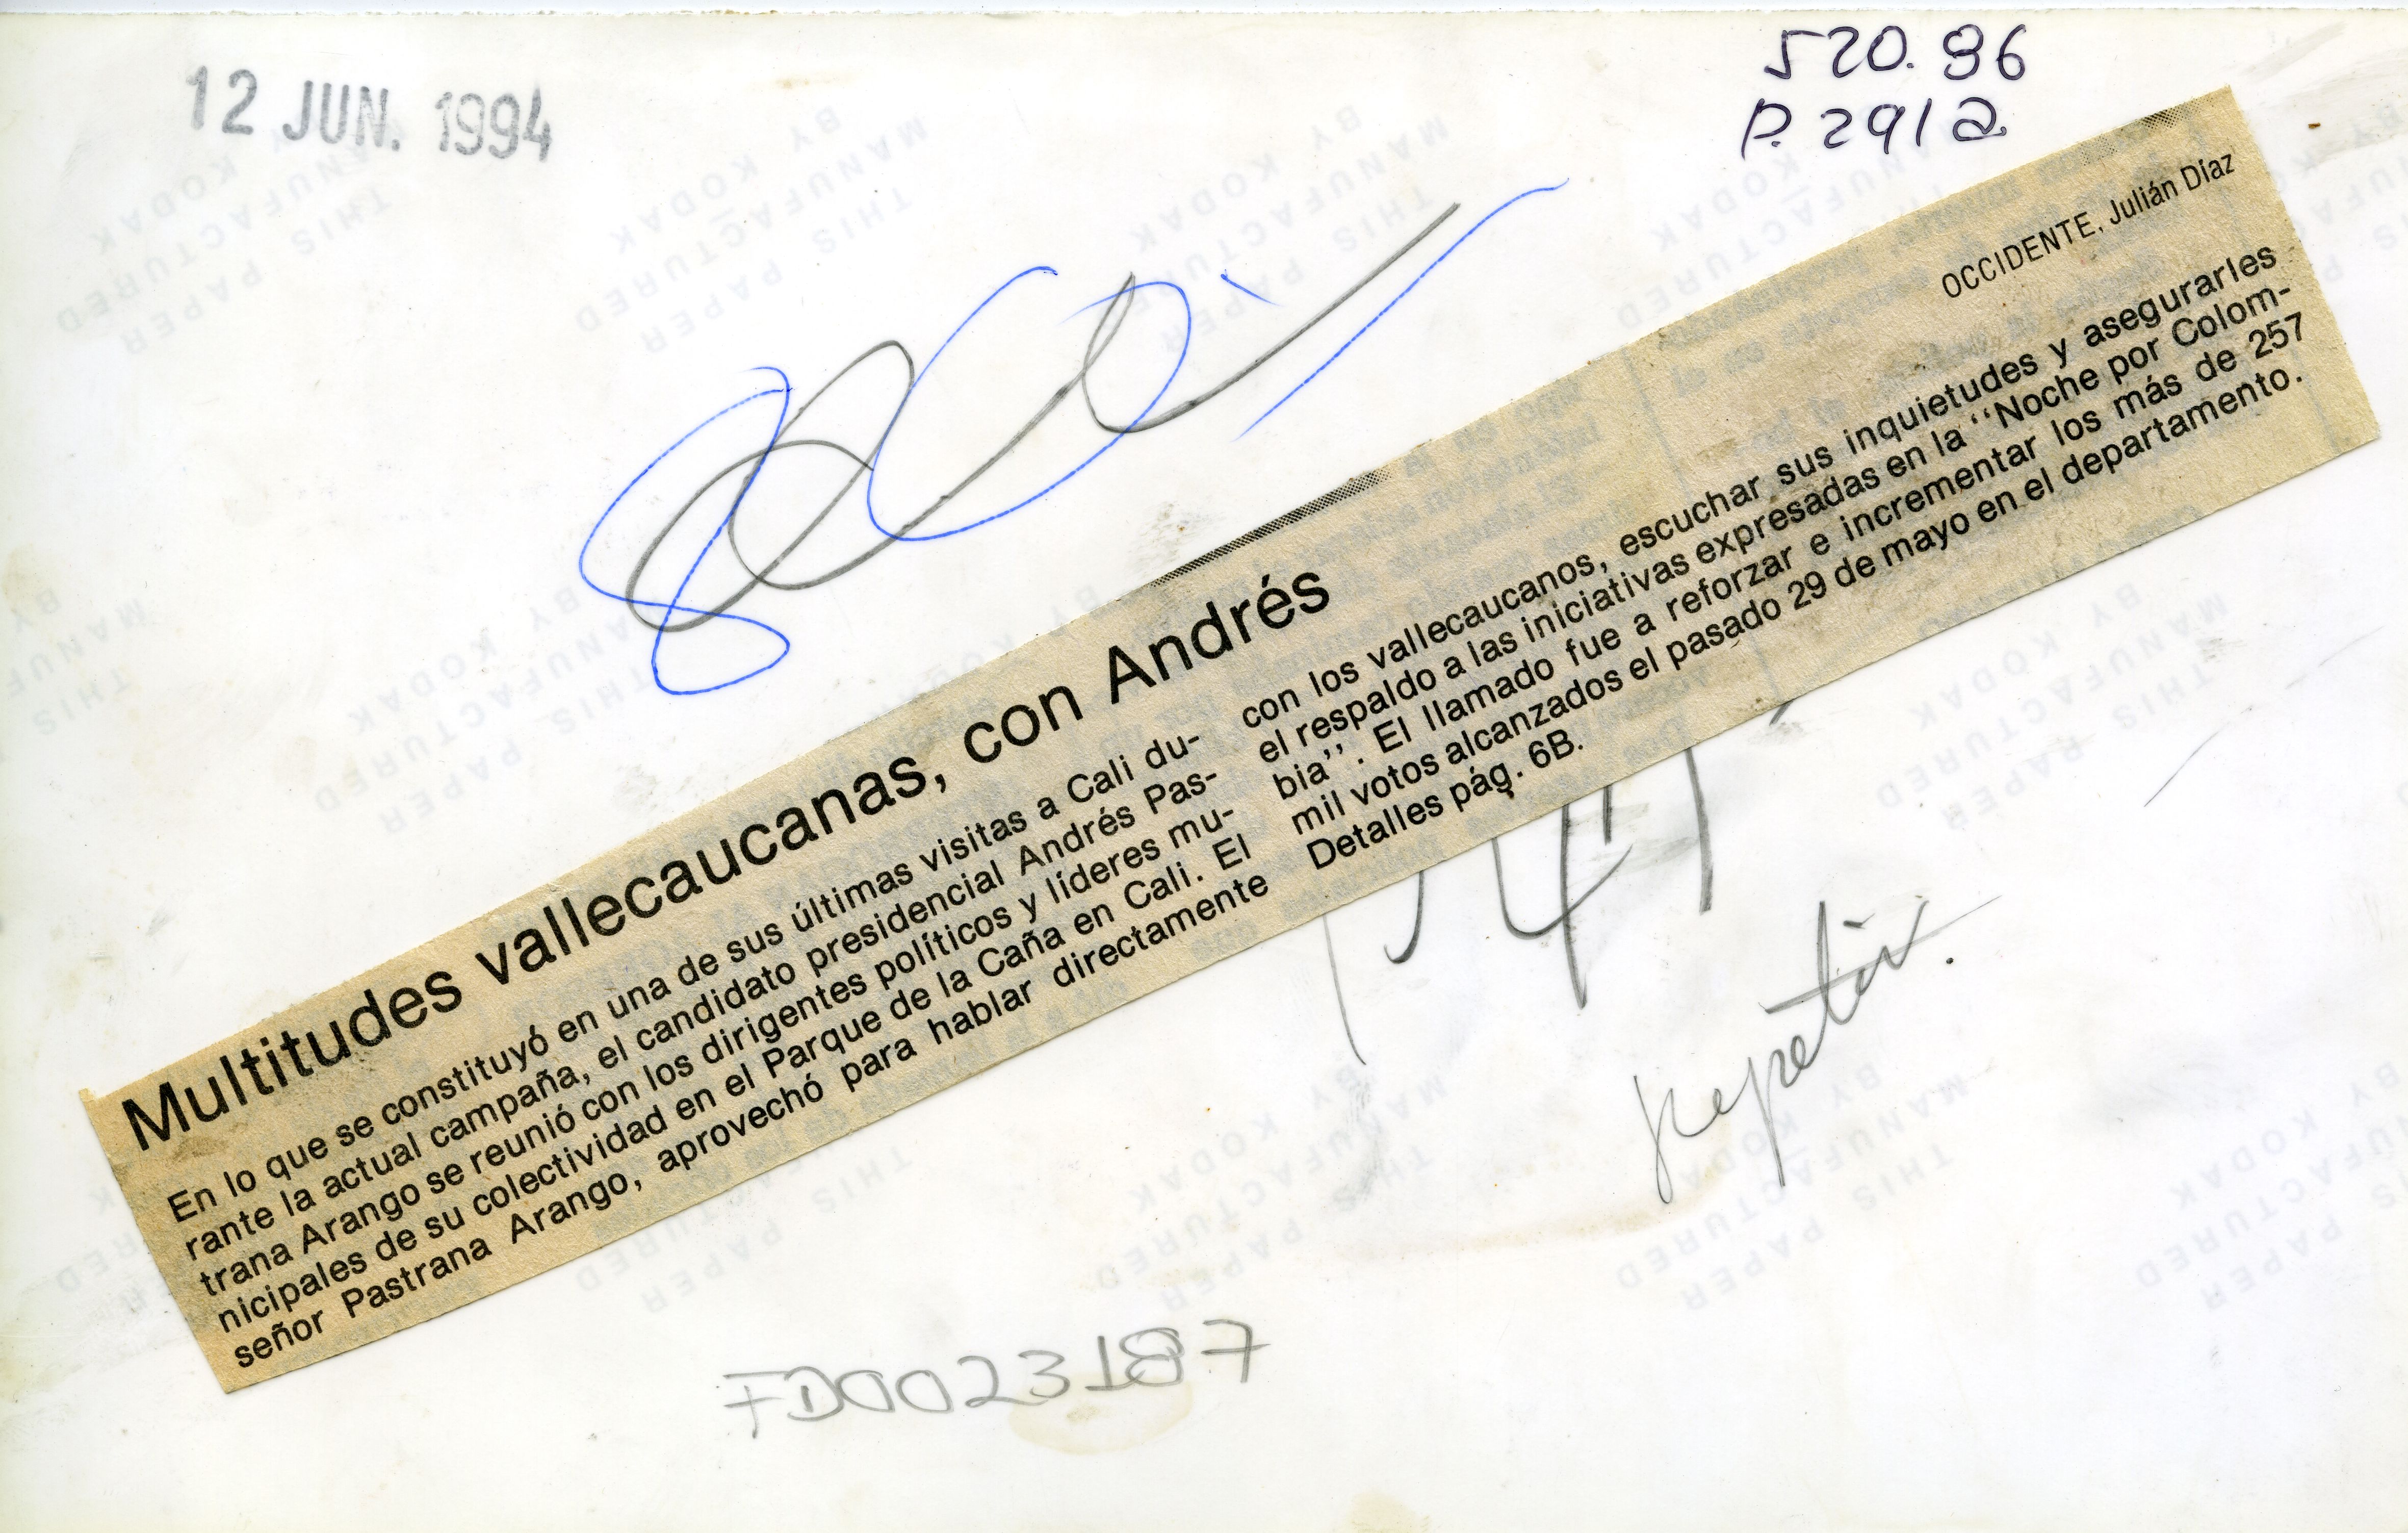 12 JUN. 1994
520.96
P. 291 a
OCCIDENTE, Julián Díaz
Multitudes vallecaucanas, con Andrés
En lo que se constituyó en una de sus últimas visitas a Cali du-
rante la actual campaña, el candidato presidencial Andrés Pas-
trana Arango se reunió con los dirigentes políticos y líderes mu-
nicipales de su colectividad en el Parque de la Caña en Cali. El
señor Pastrana Arango, aprovechó para hablar directamente
con los vallecaucanos, escuchar sus inquietudes y asegurarles
el respaldo a las iniciativas expresadas en la "Noche por Colom-
bia". El llamado fue a reforzar e incrementar los más de 257
mil votos alcanzados el pasado 29 de mayo en el departamento.
Detalles pág. 6B.
repetir.
FD0023187
THIS PAPER
MANUFACTURED
BY KODAK